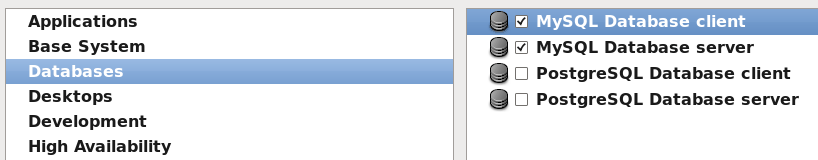 Applications
Base System
Databases
Desktops
Development
High Availability
MySQL Database client
MySQL Database server
PostgreSQL Database client
PostgreSQL Database server